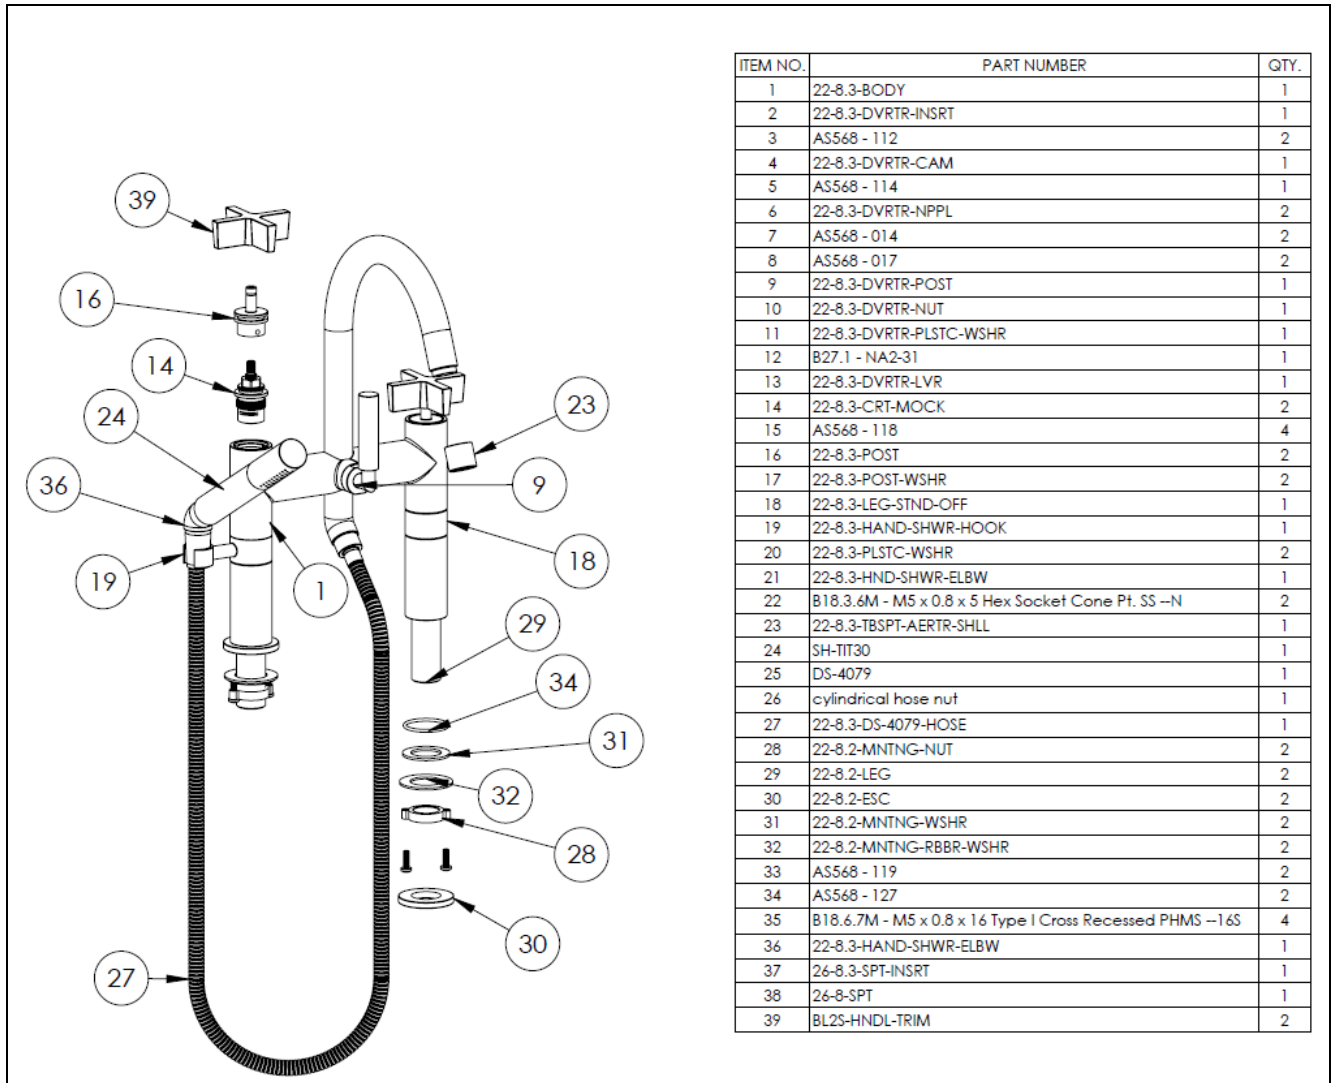 ITEM NO. PART NUMBER QTY.
1 22-8.3-BODY 1
2 22-8.3-DVRTR-INSRT 1
3 AS568 - 112 2
4 22-8.3-DVRTR-CAM 1
5 AS568 - 114 1
6 22-8.3-DVRTR-NPPL 2
7 AS568 - 014 2
8 AS568 - 017 2
9 22-8.3-DVRTR-POST 1
10 22-8.3-DVRTR-NUT 1
11 22-8.3-DVRTR-PLSTC-WSHR 1
12 B27.1 - NA2-31 1
13 22-8.3-DVRTR-LVR 1
14 22-8.3-CRT-MOCK 2
15 AS568 - 118 4
16 22-8.3-POST 2
17 22-8.3-POST-WSHR 2
18 22-8.3-LEG-STND-OFF 1
19 22-8.3-HAND-SHWR-HOOK 1
20 22-8.3-PLSTC-WSHR 2
21 22-8.3-HND-SHWR-ELBW 1
22 B18.3.6M - M5 x 0.8 x 5 Hex Socket Cone Pt. SS --N 2
23 22-8.3-TBSPT-AERTR-SHLL 1
24 SH-TIT30 1
25 DS-4079 1
26 cylindrical hose nut 1
27 22-8.3-DS-4079-HOSE 1
28 22-8.2-MNTNG-NUT 2
29 22-8.2-LEG 2
30 22-8.2-ESC 2
31 22-8.2-MNTNG-WSHR 2
32 22-8.2-MNTNG-RBBR-WSHR 2
33 AS568 - 119 2
34 AS568 - 127 2
35 B18.6.7M - M5 x 0.8 x 16 Type I Cross Recessed PHMS --16S 4
36 22-8.3-HAND-SHWR-ELBW 1
37 26-8.3-SPT-INSRT 1
38 26-8-SPT 1
39 BL2S-HNDL-TRIM 2
39
16
14
24
23
36
9
18
19
1
29
34
31
32
28
30
27